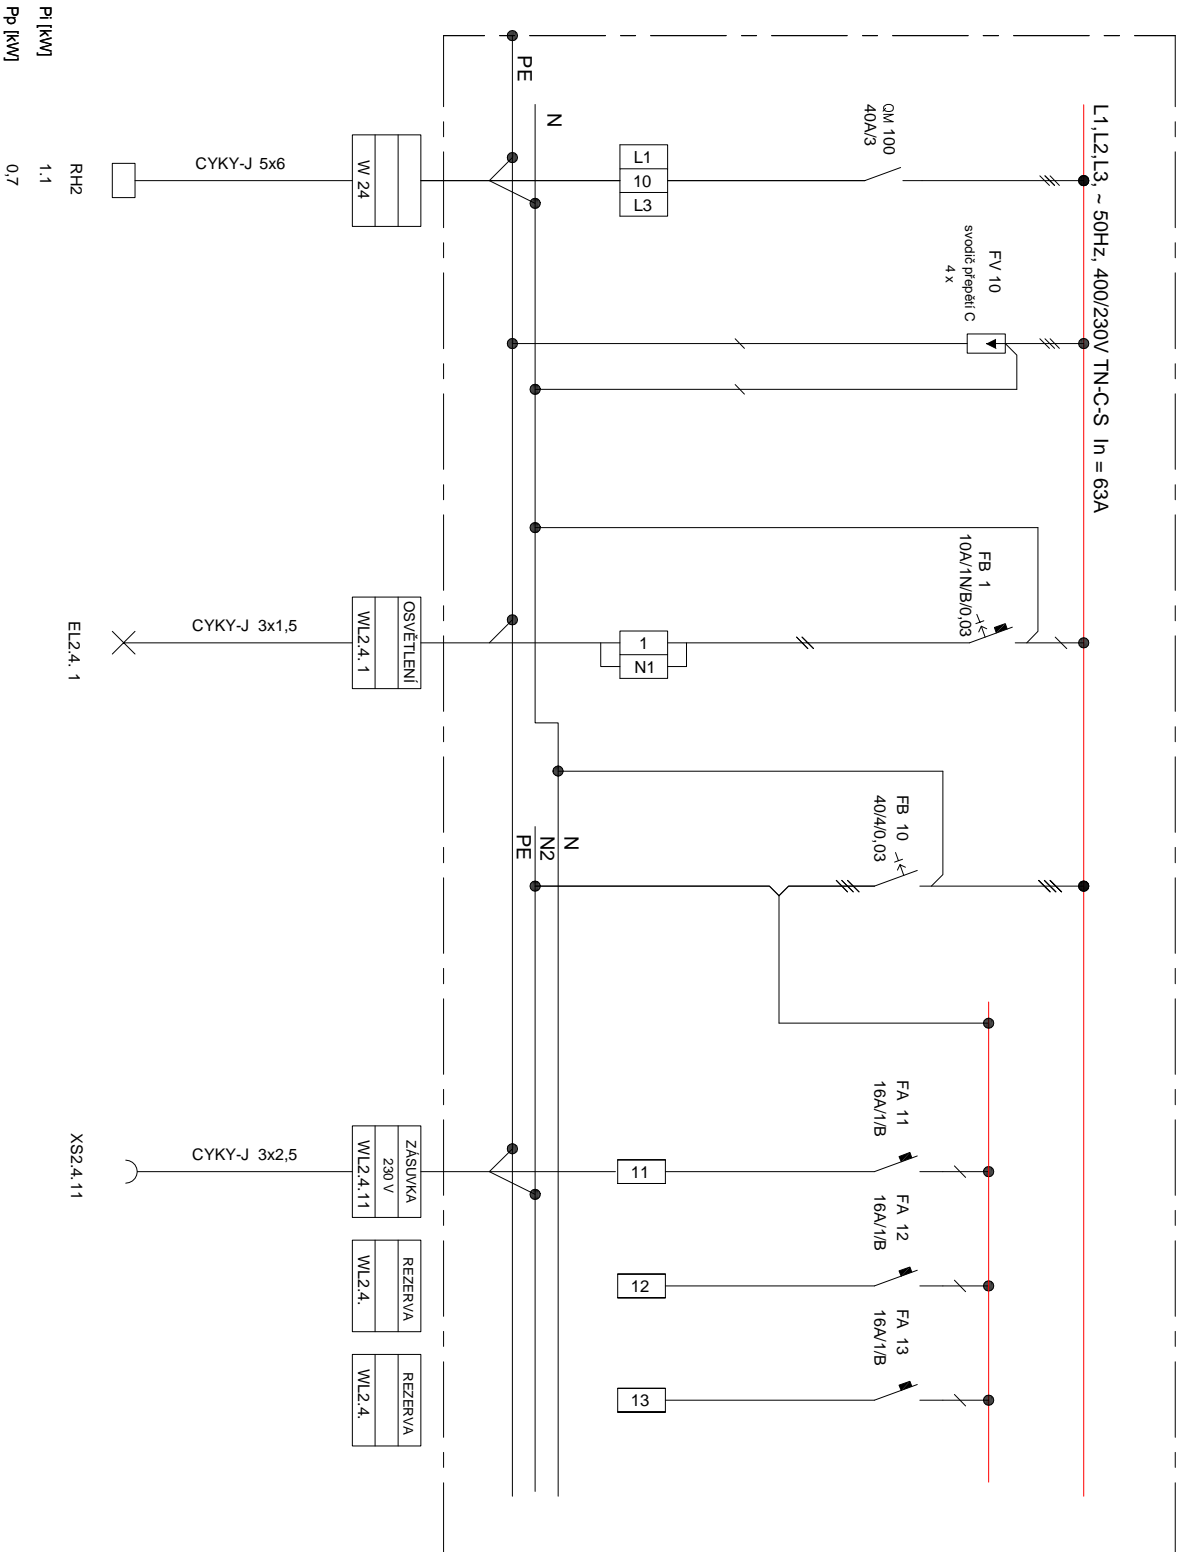 L1,L2,L3, ~ 50Hz, 400/230V TN-C-S In = 63A
QM 100
40A/3
FV 10
svodič přepětí C
4 x
FB 1
10A/1N/B/0,03
FB 10
40/4/0,03
FA 11
16A/1/B
FA 12
16A/1/B
FA 13
16A/1/B
L1
10
L3
1
N1
11
12
13
N
PE
N
N2
PE
W 24
OSVĚTLENÍ
WL2.4. 1
ZÁSUVKA
230 V
WL2.4.11
REZERVA
WL2.4.
REZERVA
WL2.4.
CYKY-J 5x6
CYKY-J 3x1,5
CYKY-J 3x2,5
RH2
EL2.4. 1
XS2.4.11
Pi [kW]
1.1
Pp [kW]
0,7